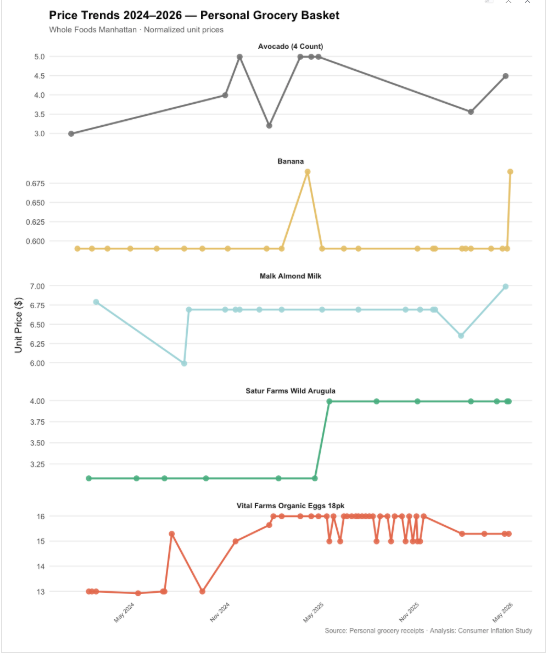 Price Trends 2024–2026 — Personal Grocery Basket
Whole Foods Manhattan · Normalized unit prices
Avocado (4 Count)
5.0
4.5
4.0
3.5
3.0
Banana
0.675
0.650
0.625
0.600
Malk Almond Milk
7.00
6.75
6.50
6.25
6.00
Unit Price ($)
Satur Farms Wild Arugula
4.00
3.75
3.50
3.25
Vital Farms Organic Eggs 18pk
16
15
14
13
May 2024
Nov 2024
May 2025
Nov 2025
May 2026
Source: Personal grocery receipts · Analysis: Consumer Inflation Study